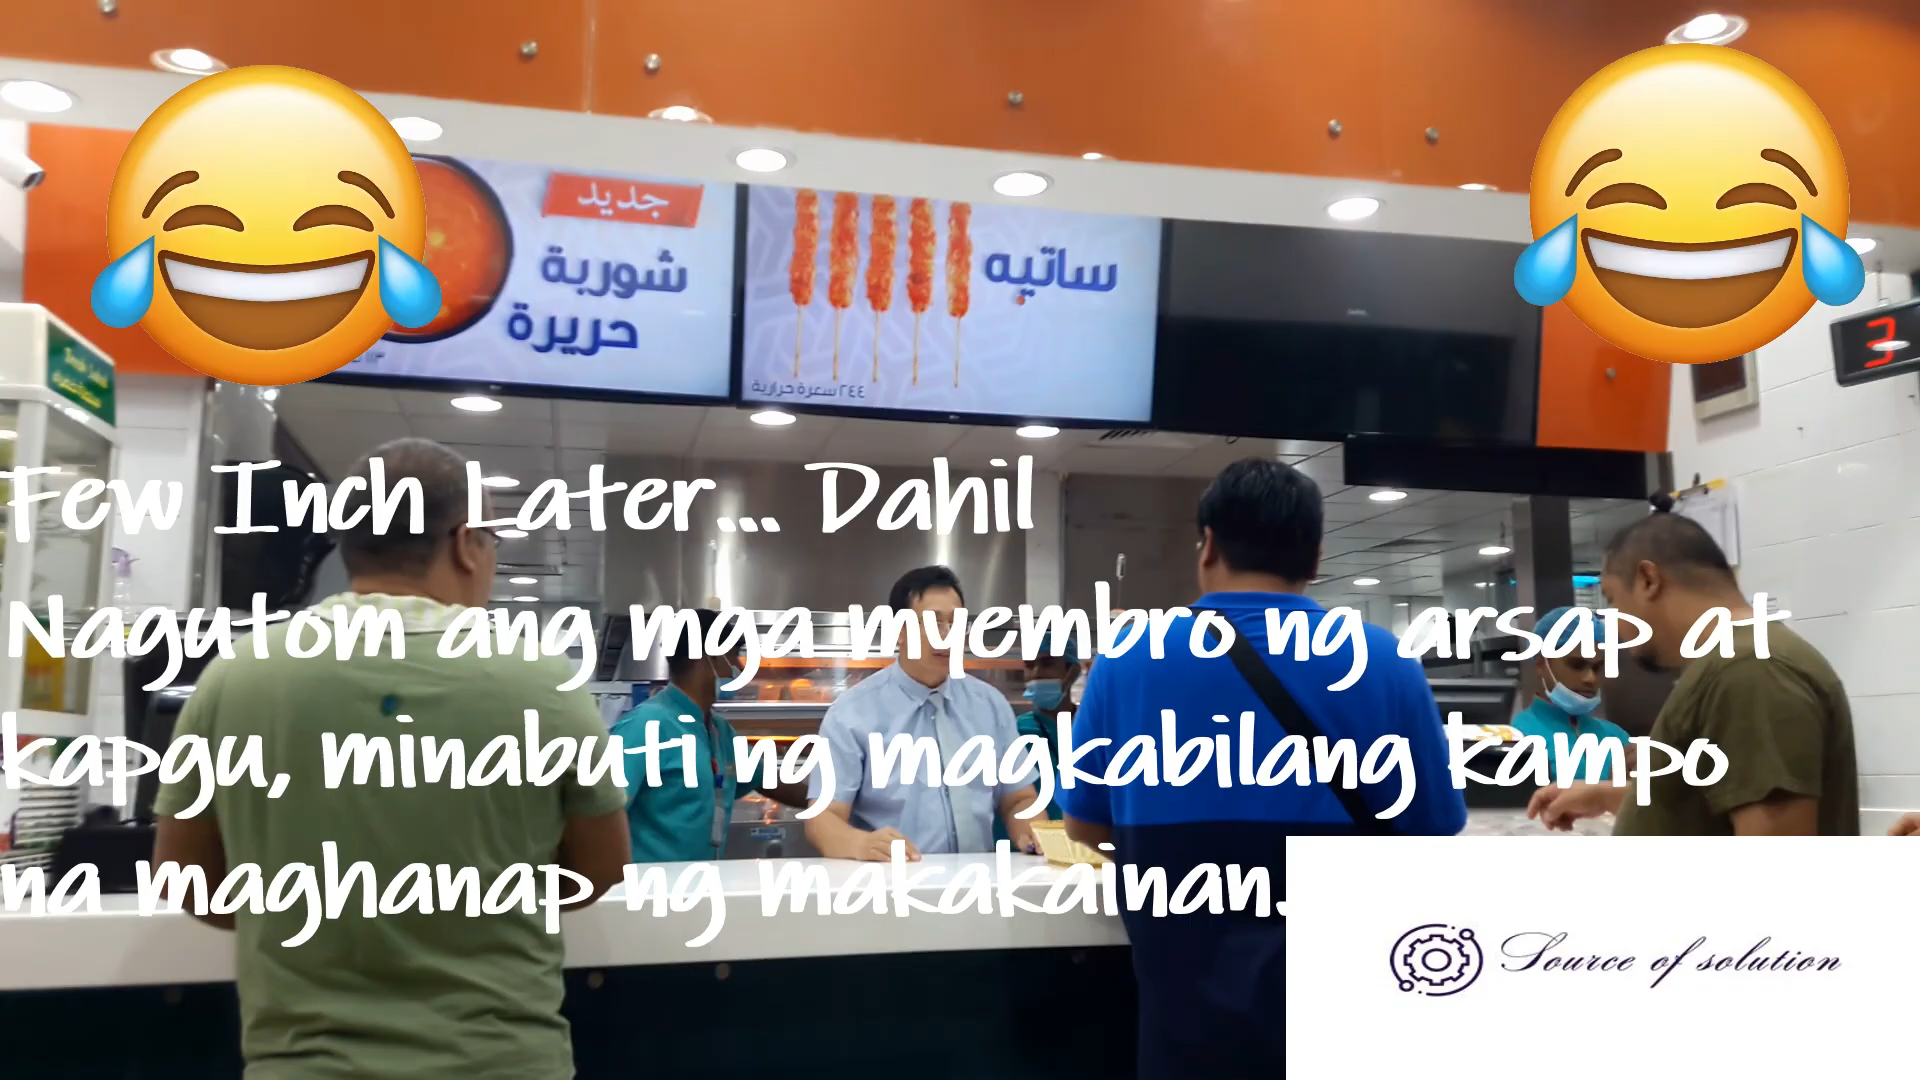 جديد
شوربة
حريرة
ساتيه
٢٤٤ سعرة حرارية
3
Few Inch Later... Dahil
Nagutom ang mga myembro ng arsap at
kapgu, minabuti ng magkabilang kampo
na maghanap ng makakainan.
Source of solution